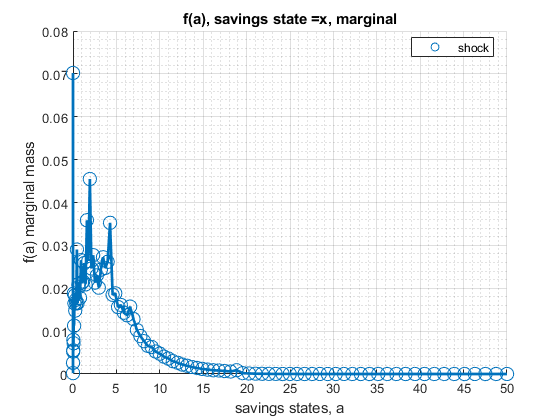 f(a), savings state =x, marginal
shock
0.08
0.07
0.06
0.05
0.04
0.03
0.02
0.01
0
f(a) marginal mass
0 5 10 15 20 25 30 35 40 45 50
savings states, a